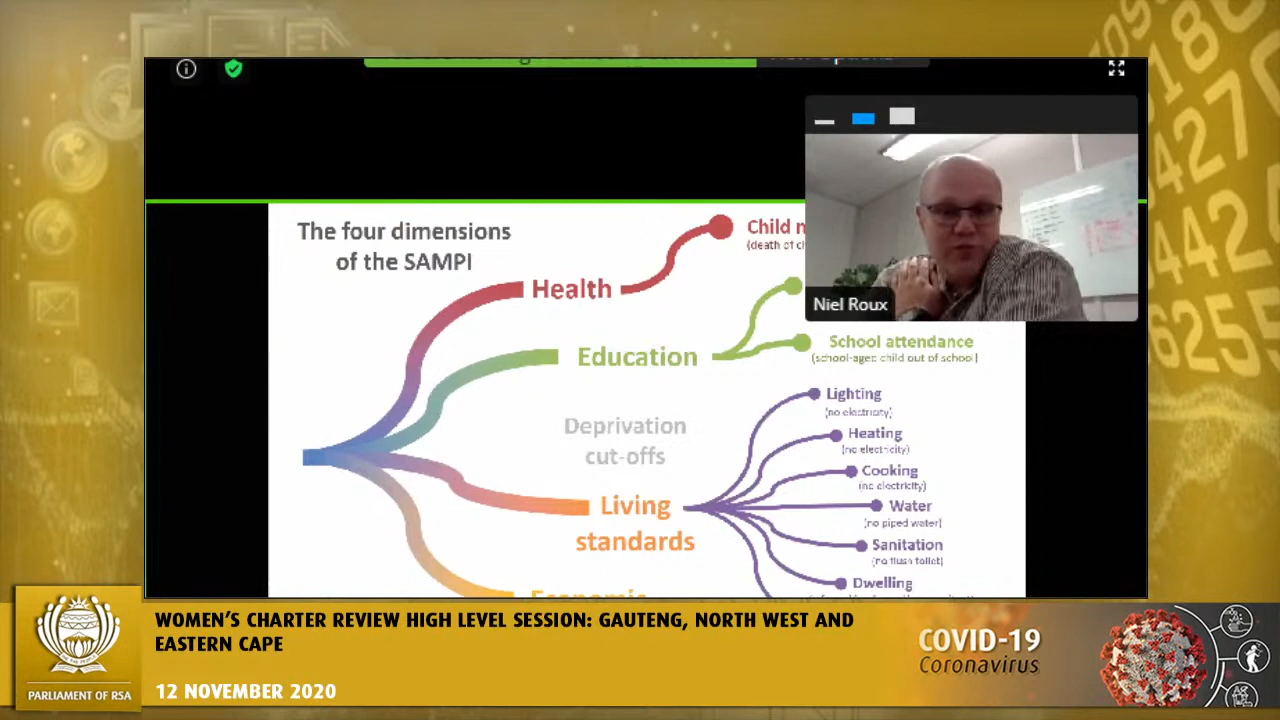 The four dimensions
of the SAMPI
Health
Child
(death of
Education
School attendance
(school-aged child out of school)
Deprivation
cut-offs
Living
standards
Lighting
(no electricity)
Heating
(no electricity)
Cooking
(no electricity)
Water
(no piped water)
Sanitation
(no flush toilet)
Dwelling
Niel Roux
WOMEN'S CHARTER REVIEW HIGH LEVEL SESSION: GAUTENG, NORTH WEST AND
EASTERN CAPE
12 NOVEMBER 2020
PARLIAMENT OF RSA
COVID-19
Coronavirus